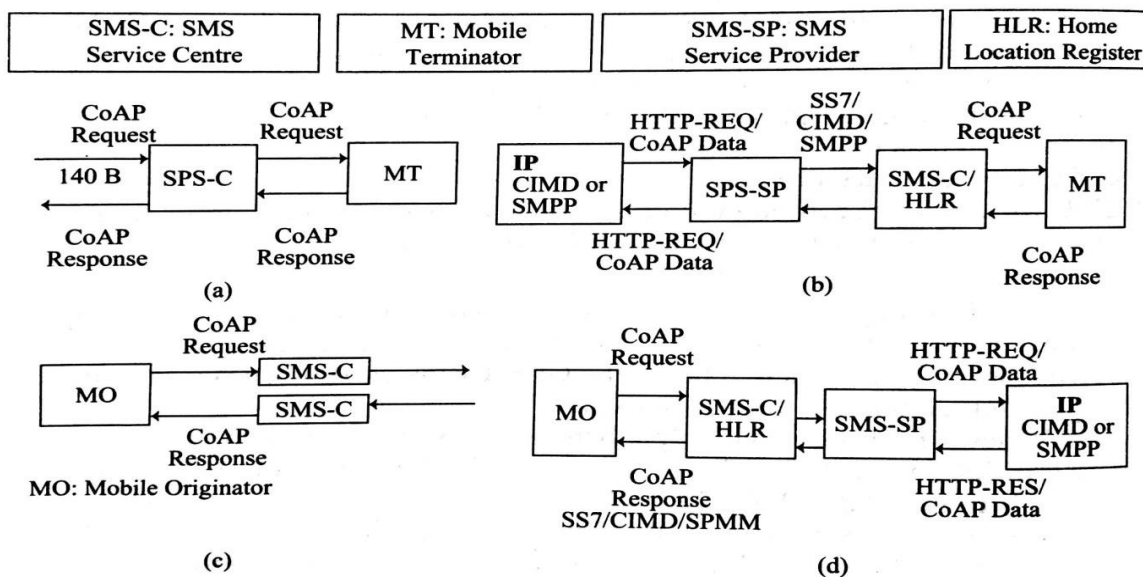 SMS-C: SMS
Service Centre
MT: Mobile
Terminator
SMS-SP: SMS
Service Provider
HLR: Home
Location Register
CoAP
Request
CoAP
Request
140 B
SPS-C
MT
CoAP
Response
CoAP
Response
(a)
HTTP-REQ/
CoAP Data
SS7/
CIMD/
SMPP
CoAP
Request
IP
CIMD or
SMPP
SPS-SP
SMS-C/
HLR
MT
HTTP-REQ/
CoAP Data
CoAP
Response
(b)
CoAP
Request
MO
SMS-C
SMS-C
CoAP
Response
MO: Mobile Originator
(c)
CoAP
Request
HTTP-REQ/
CoAP Data
MO
SMS-C/
HLR
SMS-SP
IP
CIMD or
SMPP
CoAP
Response
SS7/CIMD/SPMM
HTTP-RES/
CoAP Data
(d)